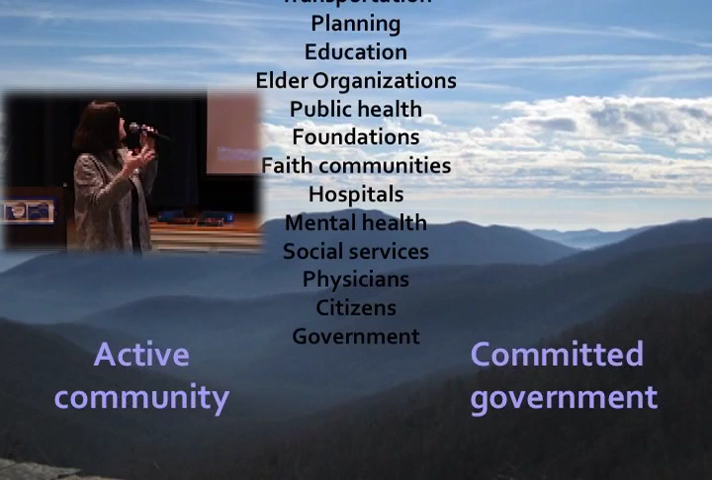 Transportation
Planning
Education
Elder Organizations
Public health
Foundations
Faith communities
Hospitals
Mental health
Social services
Physicians
Citizens
Government
Active
community
Committed
government